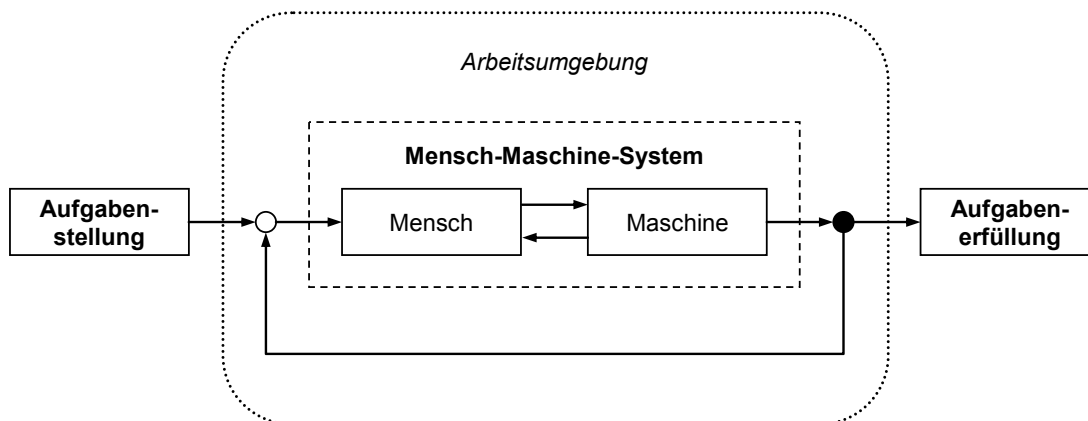 Arbeitsumgebung
Mensch-Maschine-System
Aufgaben-
stellung
Mensch
Maschine
Aufgaben-
erfüllung